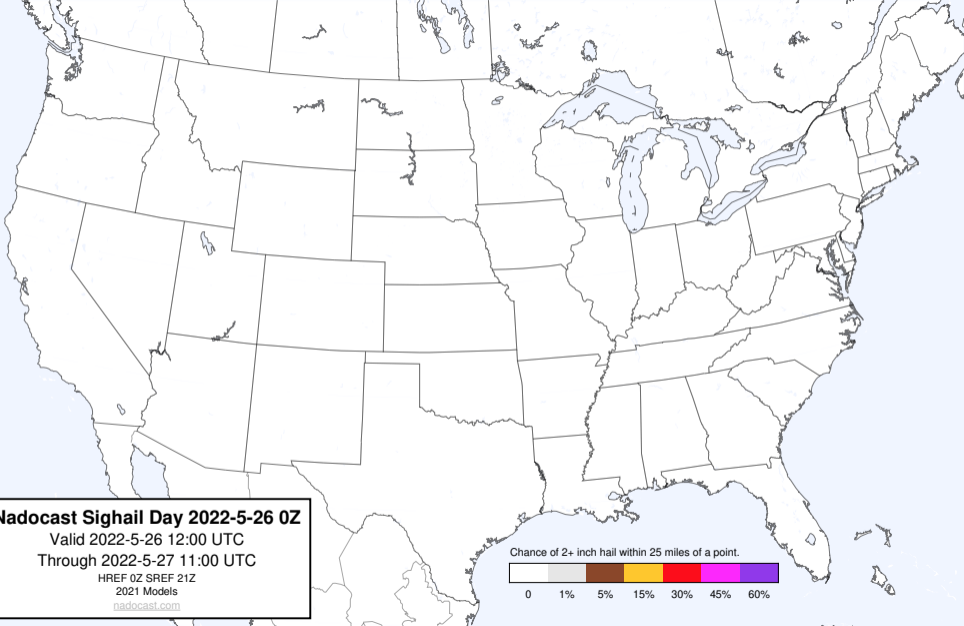 Nadocast Sighail Day 2022-5-26 0Z
Valid 2022-5-26 12:00 UTC
Through 2022-5-27 11:00 UTC
HREF 0Z SREF 21Z
2021 Models
nadocast.com
Chance of 2+ inch hail within 25 miles of a point.
0 1% 5% 15% 30% 45% 60%